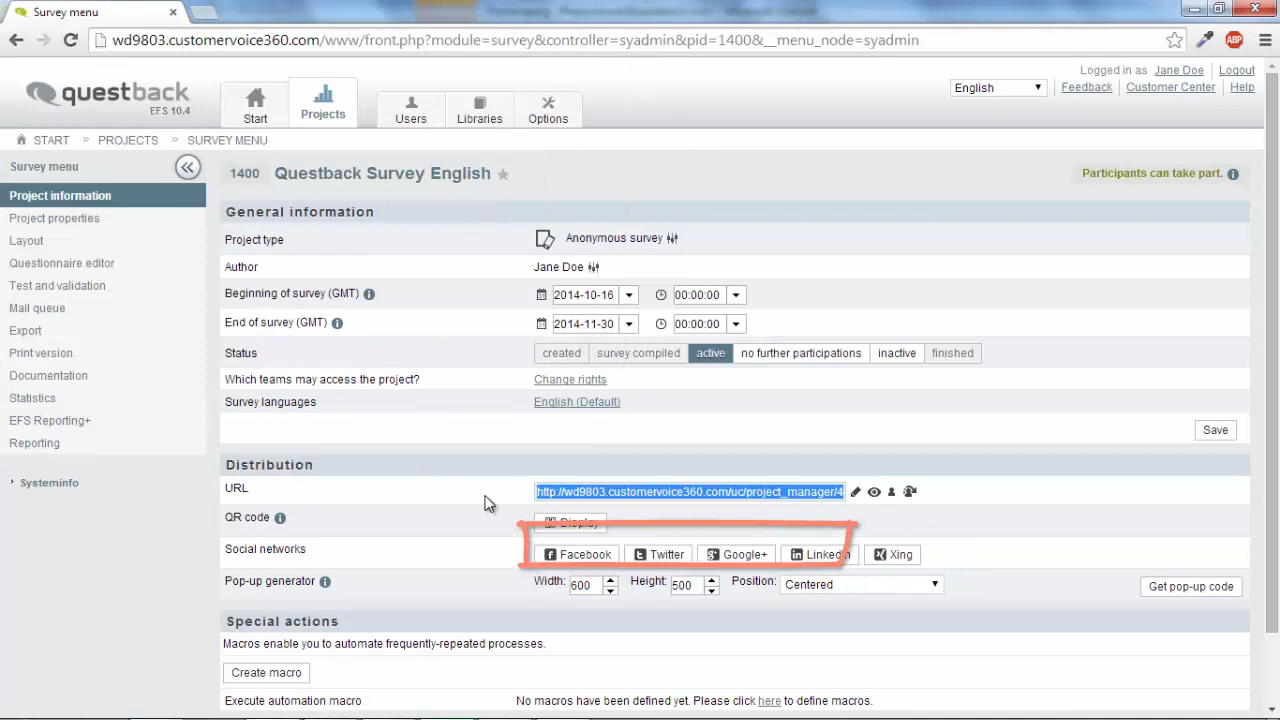 Survey menu
wd9803.customervoice360.com/www/front.php?module=survey&controller=syadmin&pid=1400&__menu_node=syadmin
ABP
Logged in as Jane Doe Logout
questback
EFS 10.4
Start
Projects
Users
Libraries
Options
English
Feedback
Customer Center
Help
START » PROJECTS » SURVEY MENU
Survey menu
Project information
Project properties
Layout
Questionnaire editor
Test and validation
Mail queue
Export
Print version
Documentation
Statistics
EFS Reporting+
Reporting
Systeminfo
1400 Questback Survey English
Participants can take part.
General information
Project type Anonymous survey
Author Jane Doe
Beginning of survey (GMT) 2014-10-16 00:00:00
End of survey (GMT) 2014-11-30 00:00:00
Status created survey compiled active no further participations inactive finished
Which teams may access the project? Change rights
Survey languages English (Default)
Save
Distribution
URL http://wd9803.customervoice360.com/uc/project_manager/4
QR code Display
Social networks Facebook Twitter Google+ LinkedIn Xing
Pop-up generator Width: 600 Height: 500 Position: Centered Get pop-up code
Special actions
Macros enable you to automate frequently-repeated processes.
Create macro
Execute automation macro No macros have been defined yet. Please click here to define macros.